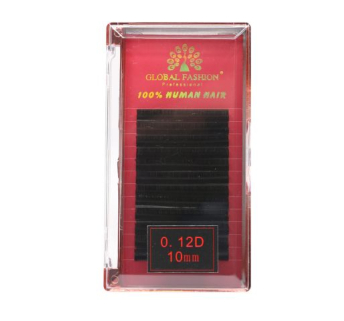 GLOBAL FASHION®
Professional
100% HUMAN HAIR
0.12D
10mm